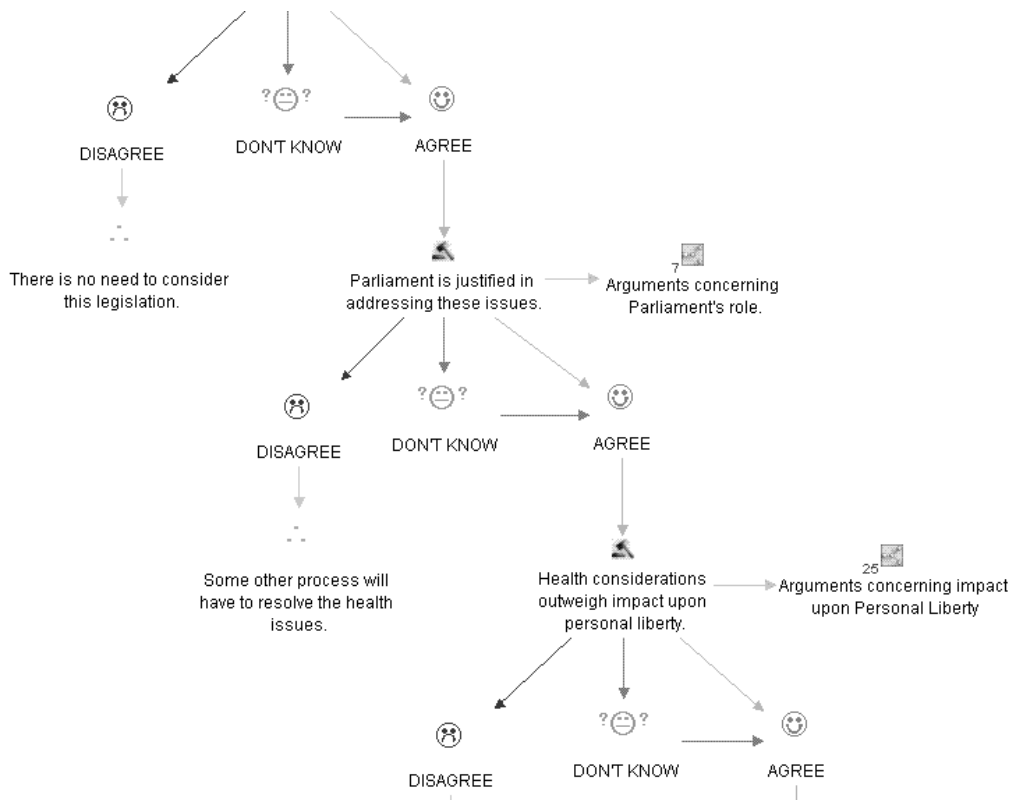 ? ?
DISAGREE
DON'T KNOW
AGREE
There is no need to consider
this legislation.
Parliament is justified in
addressing these issues.
7
Arguments concerning
Parliament's role.
? ?
DISAGREE
DON'T KNOW
AGREE
Some other process will
have to resolve the health
issues.
Health considerations
outweigh impact upon
personal liberty.
25
Arguments concerning impact
upon Personal Liberty
? ?
DISAGREE
DON'T KNOW
AGREE